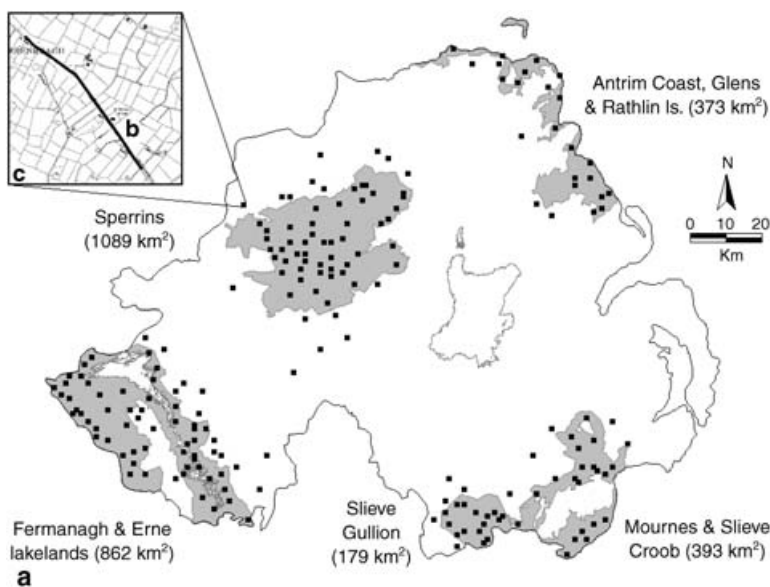 b
c
Antrim Coast, Glens
& Rathlin Is. (373 km²)
N
0 10 20
Km
Sperrins
(1089 km²)
Fermanagh & Erne
lakelands (862 km²)
Slieve
Gullion
(179 km²)
Mournes & Slieve
Croob (393 km²)
a